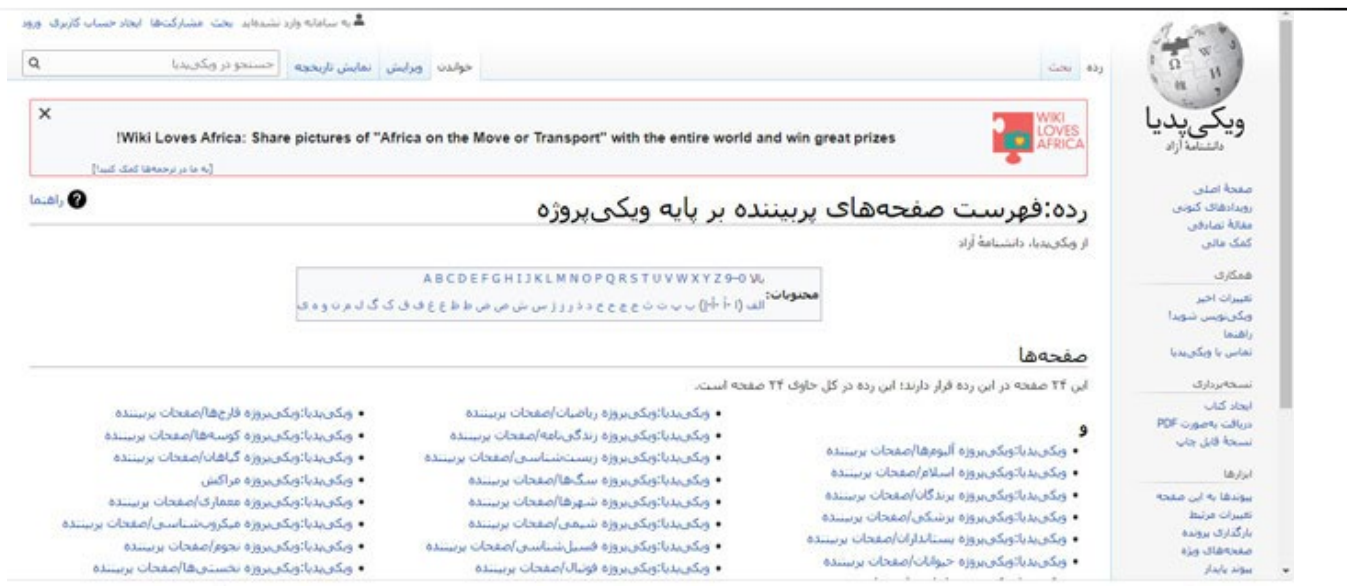 به سامانه وارد نشده‌اید بحث مشارکت‌ها ایجاد حساب کاربری ورود
رده بحث خواندن ویرایش نمایش تاریخچه جستجو در ویکی‌پدیا
WIKI
LOVES
AFRICA
!Wiki Loves Africa: Share pictures of "Africa on the Move or Transport" with the entire world and win great prizes
[به ما در ترجمه‌ها کمک کنید!]
رده:فهرست صفحه‌های پربیننده بر پایه ویکی‌پروژه
راهنما
از ویکی‌پدیا، دانشنامهٔ آزاد
محتویات:
بالا 0–9 A B C D E F G H I J K L M N O P Q R S T U V W X Y Z
الف (ا -آ -أ-إ) ب پ ت ث ج چ ح خ د ذ ر ز ژ س ش ص ض ط ظ ع غ ف ق ک گ ل م ن و ه ی
صفحه‌ها
این ۲۴ صفحه در این رده قرار دارند؛ این رده در کل حاوی ۲۴ صفحه است.
و
ویکی‌پدیا:ویکی‌پروژه آلبوم‌ها/صفحات پربیننده
ویکی‌پدیا:ویکی‌پروژه اسلام/صفحات پربیننده
ویکی‌پدیا:ویکی‌پروژه پرندگان/صفحات پربیننده
ویکی‌پدیا:ویکی‌پروژه پزشکی/صفحات پربیننده
ویکی‌پدیا:ویکی‌پروژه پستانداران/صفحات پربیننده
ویکی‌پدیا:ویکی‌پروژه حیوانات/صفحات پربیننده
ویکی‌پدیا:ویکی‌پروژه ریاضیات/صفحات پربیننده
ویکی‌پدیا:ویکی‌پروژه زندگی‌نامه/صفحات پربیننده
ویکی‌پدیا:ویکی‌پروژه زیست‌شناسی/صفحات پربیننده
ویکی‌پدیا:ویکی‌پروژه سگ‌ها/صفحات پربیننده
ویکی‌پدیا:ویکی‌پروژه شهرها/صفحات پربیننده
ویکی‌پدیا:ویکی‌پروژه شیمی/صفحات پربیننده
ویکی‌پدیا:ویکی‌پروژه فسیل‌شناسی/صفحات پربیننده
ویکی‌پدیا:ویکی‌پروژه فوتبال/صفحات پربیننده
ویکی‌پدیا:ویکی‌پروژه قارچ‌ها/صفحات پربیننده
ویکی‌پدیا:ویکی‌پروژه کوسه‌ها/صفحات پربیننده
ویکی‌پدیا:ویکی‌پروژه گیاهان/صفحات پربیننده
ویکی‌پدیا:ویکی‌پروژه مراکش
ویکی‌پدیا:ویکی‌پروژه معماری/صفحات پربیننده
ویکی‌پدیا:ویکی‌پروژه میکروب‌شناسی/صفحات پربیننده
ویکی‌پدیا:ویکی‌پروژه نجوم/صفحات پربیننده
ویکی‌پدیا:ویکی‌پروژه نخستی‌ها/صفحات پربیننده
ویکی‌پدیا
دانشنامهٔ آزاد
صفحهٔ اصلی
رویدادهای کنونی
مقالهٔ تصادفی
کمک مالی
همکاری
تغییرات اخیر
ویکی‌نویس شوید!
راهنما
تماس با ویکی‌پدیا
نسخه‌برداری
ایجاد کتاب
دریافت به‌صورت PDF
نسخهٔ قابل چاپ
ابزارها
پیوندها به این صفحه
تغییرات مرتبط
بارگذاری پرونده
صفحه‌های ویژه
پیوند پایدار